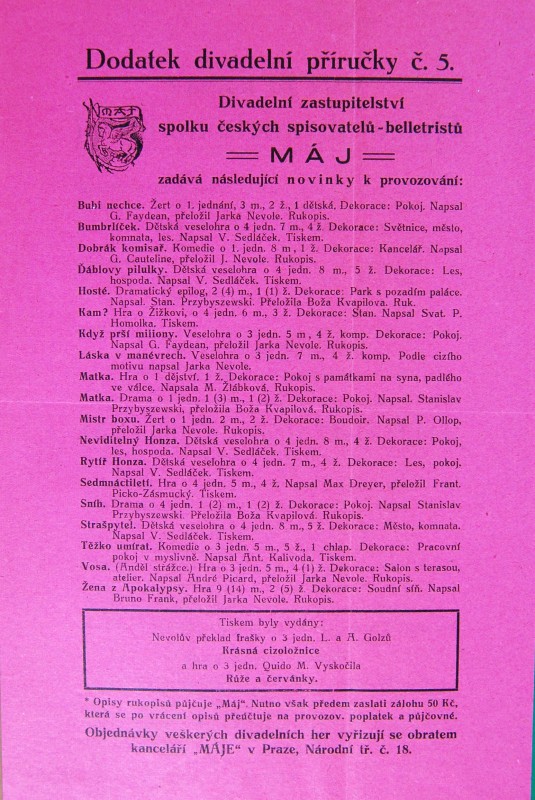 Dodatek divadelní příručky č. 5.
MÁJ
Divadelní zastupitelství
spolku českých spisovatelů-belletristů
MÁJ
zadává následující novinky k provozování:
Buhí nechce. Žert o 1. jednání, 3 m., 2 ž., 1 dětská. Dekorace: Pokoj. Napsal
G. Faydean, přeložil Jarka Nevole. Rukopis.
Bumbrlíček. Dětská veselohra o 4 jedn. 7 m., 4 ž. Dekorace: Světnice, město,
komnata, les. Napsal V. Sedláček. Tiskem.
Dobrák komisař. Komedie o 1. jedn. 8 m, 1 ž. Dekorace: Kancelář. Napsal
G. Cauteline, přeložil J. Nevole. Rukopis.
Ďáblovy pilulky. Dětská veselohra o 4 jedn. 8 m., 5 ž. Dekorace: Les,
hospoda. Napsal V. Sedláček. Tiskem.
Hosté. Dramatický epilog, 2 (4) m., 1 (1) ž. Dekorace: Park s pozadím paláce.
Napsal. Stan. Przybyszewski. Přeložila Boža Kvapilova. Ruk.
Kam? Hra o Žižkovi, o 4 jedn. 6 m., 3 ž. Dekorace: Stan. Napsal Svat. P.
Homolka. Tiskem.
Když prší miliony. Veselohra o 3 jedn. 5 m, 4 ž. komp. Dekorace: Pokoj.
Napsal G. Faydean, přeložil Jarka Nevole. Rukopis.
Láska v manévrech. Veselohra o 3 jedn. 7 m., 4 ž. komp. Podle cizího
motivu napsal Jarka Nevole. Rukopis.
Matka. Hra o 1 dějství. 1 ž. Dekorace: Pokoj s památkami na syna, padlého
ve válce. Napsala M. Žlábková. Rukopis.
Matka. Drama o 1 jedn. 1 (3) m., 1 (2) ž. Dekorace: Pokoj. Napsal. Stanislav
Przybyszewski, přeložila Boža Kvapilová. Rukopis.
Mistr boxu. Žert o 1 jedn. 2 m., 2 ž. Dekorace: Boudoir. Napsal P. Ollop,
přeložil Jarka Nevole. Rukopis.
Neviditelný Honza. Dětská veselohra o 4 jedn. 8 m., 4 ž. Dekorace: Pokoj,
les, hospoda. Napsal V. Sedláček. Tiskem.
Rytíř Honza. Dětská veselohra o 4 jedn. 7 m., 4 ž. Dekorace: Les, pokoj.
Napsal V. Sedláček. Tiskem.
Sedmnáctiletí. Hra o 4 jedn. 5 m., 4 ž. Napsal Max Dreyer, přeložil Frant.
Picko-Zásmucký. Tiskem.
Sníh. Drama o 4 jedn. 1 (2) m., 1 (2) ž. Dekorace: Pokoj. Napsal Stanislav
Przybyszewski. Přeložila Boža Kvapilová. Rukopis.
Strašpytel. Dětská veselohra o 4 jedn. 8 m., 5 ž. Dekorace: Město, komnata.
Napsal V. Sedláček. Tiskem.
Těžko umírat. Komedie o 3 jedn. 5 m., 5 ž., 1 chlap. Dekorace: Pracovní
pokoj v myslivně. Napsal Ant. Kalivoda. Tiskem.
Vosa. (Anděl strážce.) Hra o 3 jedn. 5 m., 4 (1) ž. Dekorace: Salon s terasou,
atelier. Napsal André Picard, přeložil Jarka Nevole. Rukopis.
Žena z Apokalypsy. Hra 9 (14) m., 2 (5) ž. Dekorace: Soudní síň. Napsal
Bruno Frank, přeložil Jarka Nevole. Rukopis.
Tiskem byly vydány:
Nevolův překlad frašky o 3 jedn. L. a A. Golzů
Krásná cizoložnice
a hra o 3 jedn. Quido M. Vyskočila
Růže a červánky.
* Opisy rukopisů půjčuje „Máj“. Nutno však předem zaslati zálohu 50 Kč,
která se po vrácení opisů předúčtuje na provozov. poplatek a půjčovné.
Objednávky veškerých divadelních her vyřizují se obratem
kanceláří „MÁJE“ v Praze, Národní tř. č. 18.